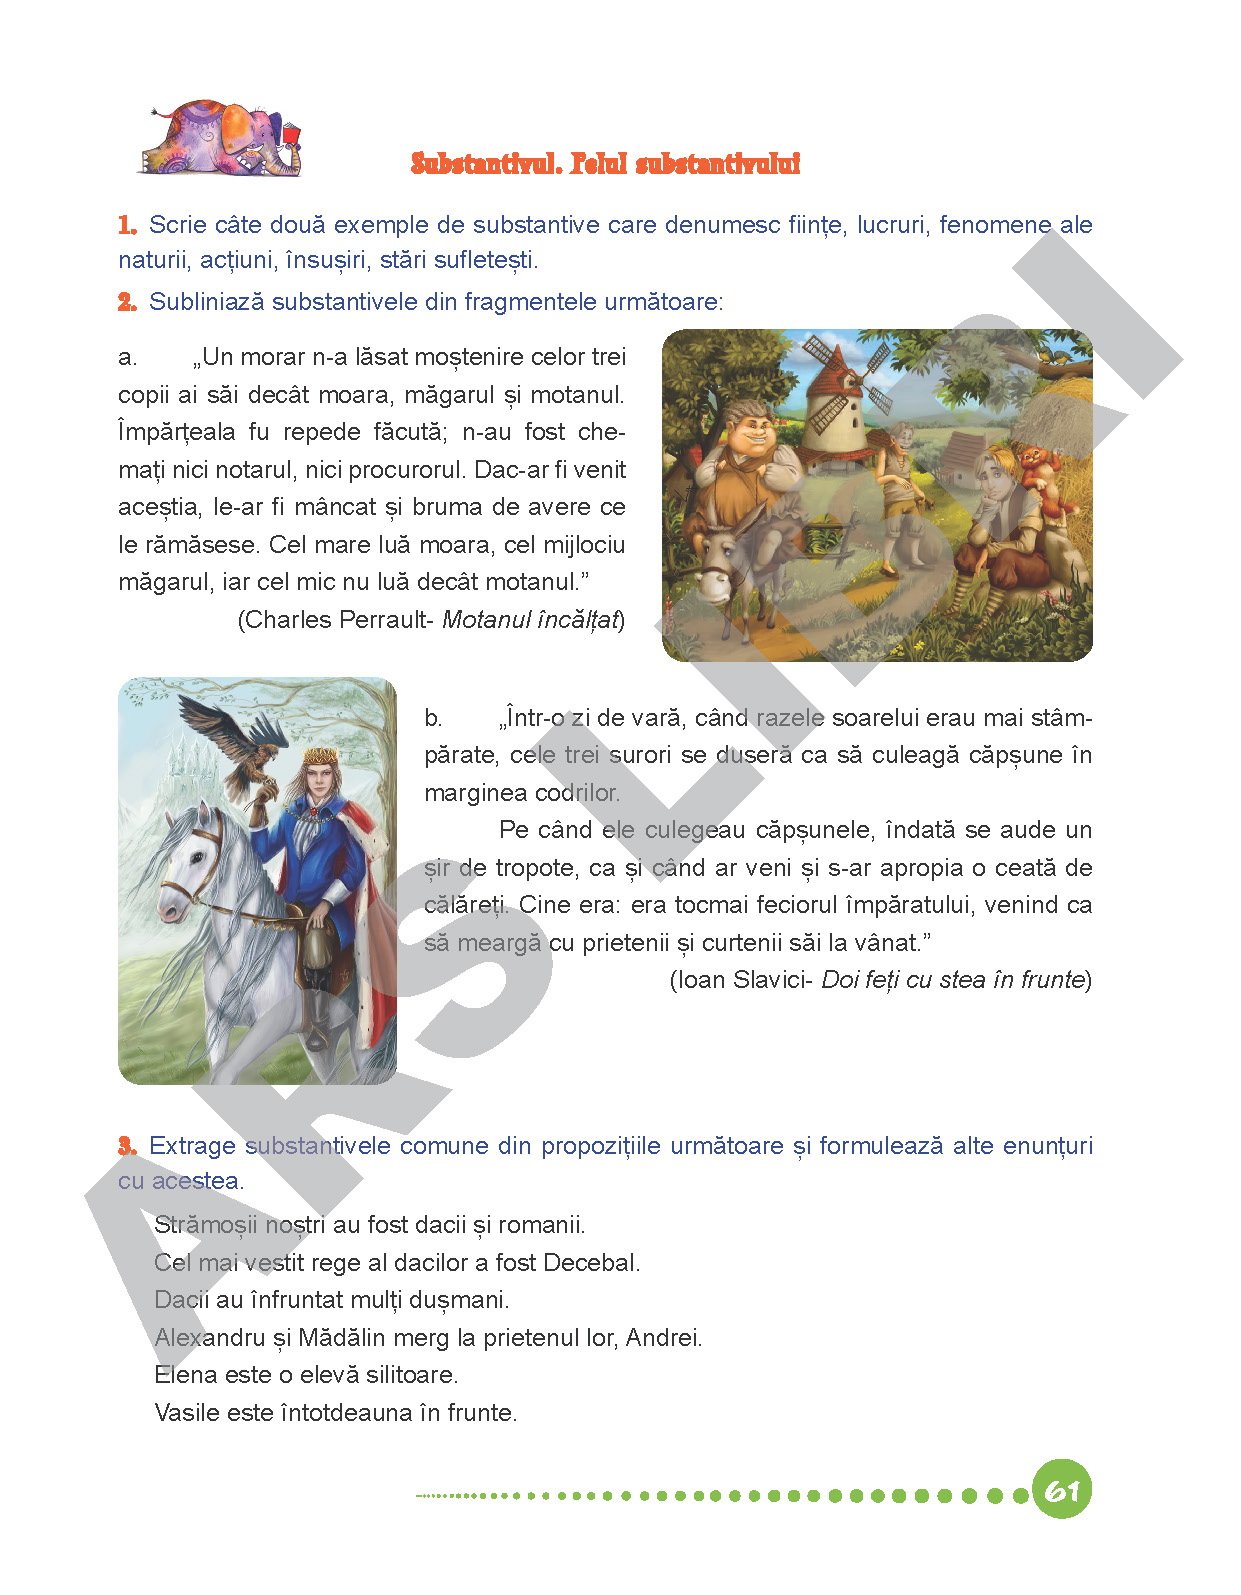 Substantivul. Felul substantivului
1. Scrie câte două exemple de substantive care denumesc ființe, lucruri, fenomene ale
naturii, acțiuni, însușiri, stări sufletești.
2. Subliniază substantivele din fragmentele următoare:
a. „Un morar n-a lăsat moștenire celor trei
copii ai săi decât moara, măgarul și motanul.
Împărțeala fu repede făcută; n-au fost che-
mați nici notarul, nici procurorul. Dac-ar fi venit
aceștia, le-ar fi mâncat și bruma de avere ce
le rămăsese. Cel mare luă moara, cel mijlociu
măgarul, iar cel mic nu luă decât motanul.”
(Charles Perrault- Motanul încălțat)
b. „Într-o zi de vară, când razele soarelui erau mai stâm-
părate, cele trei surori se duseră ca să culeagă căpșune în
marginea codrilor.
Pe când ele culegeau căpșunele, îndată se aude un
șir de tropote, ca și când ar veni și s-ar apropia o ceată de
călăreți. Cine era: era tocmai feciorul împăratului, venind ca
să meargă cu prietenii și curtenii săi la vânat.”
(Ioan Slavici- Doi feți cu stea în frunte)
3. Extrage substantivele comune din propozițiile următoare și formulează alte enunțuri
cu acestea.
Strămoșii noștri au fost dacii și romanii.
Cel mai vestit rege al dacilor a fost Decebal.
Dacii au înfruntat mulți dușmani.
Alexandru și Mădălin merg la prietenul lor, Andrei.
Elena este o elevă silitoare.
Vasile este întotdeauna în frunte.
61
ARS LIBRI